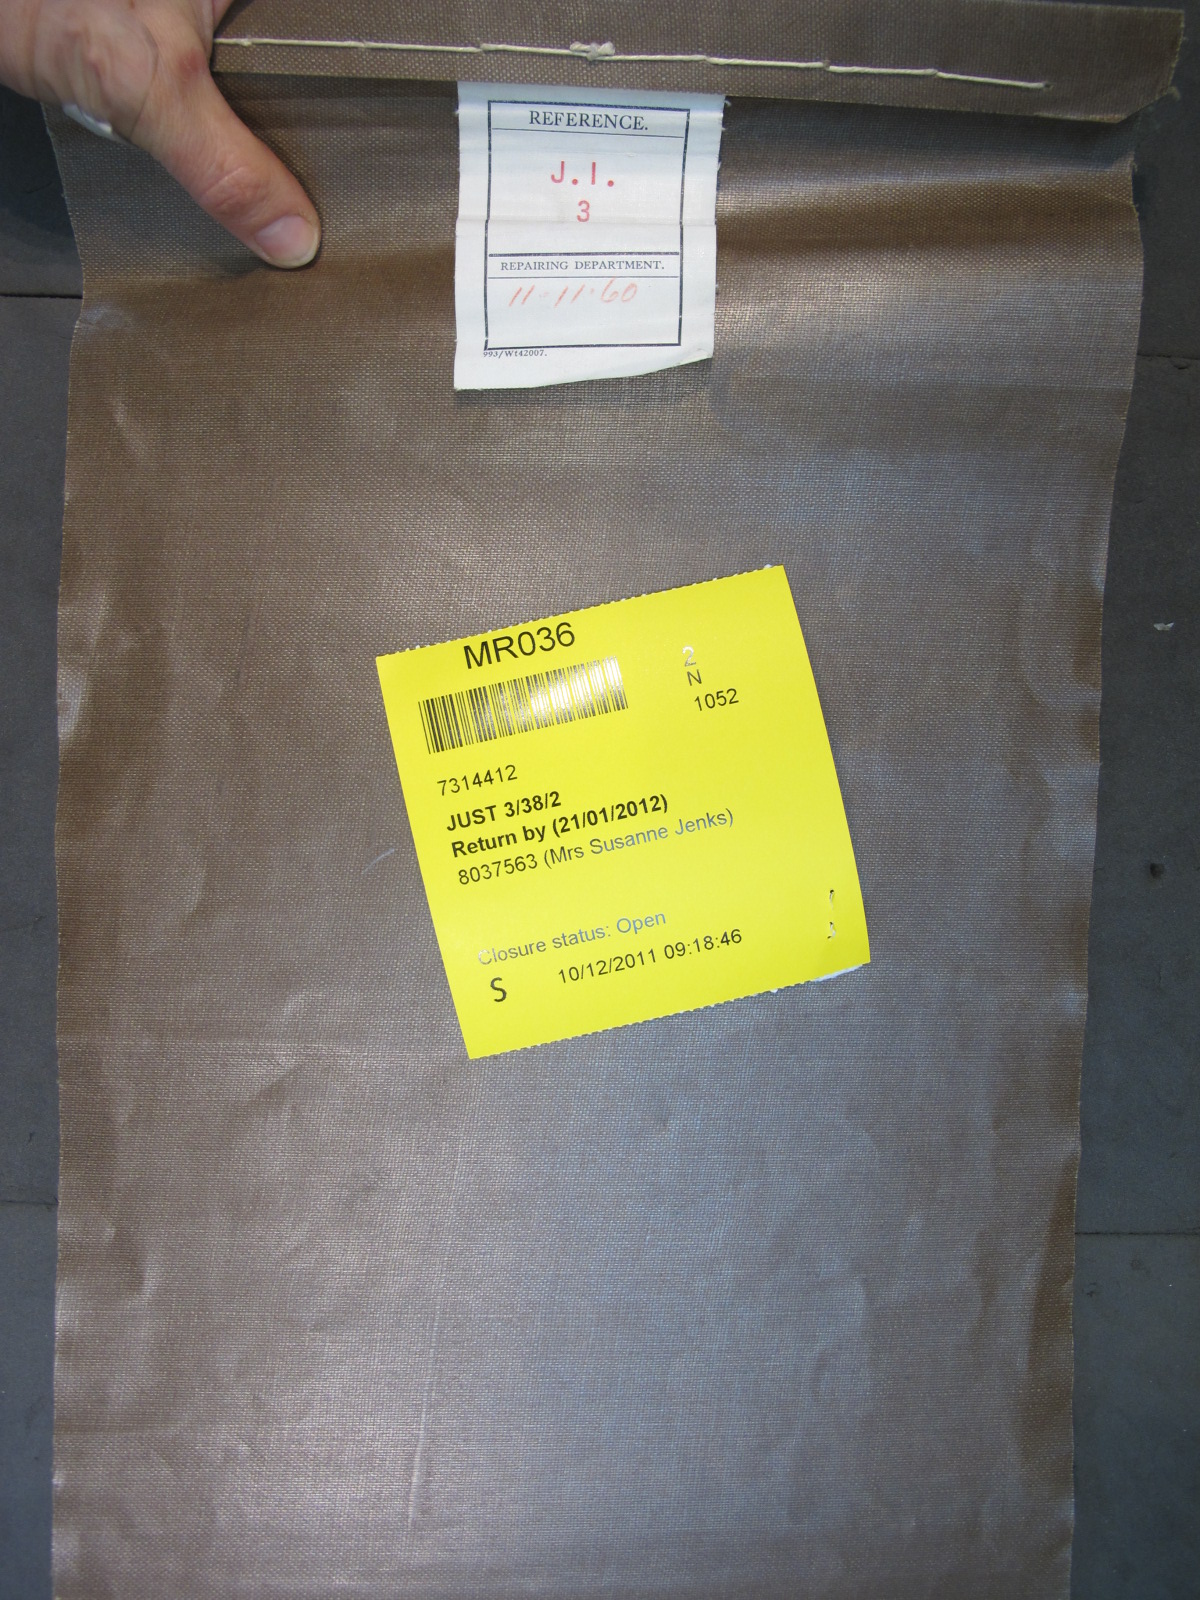 REFERENCE.
J.I.
3
REPAIRING DEPARTMENT.
11-11-60
993/Wt42007.
MR036
2
N
1052
7314412
JUST 3/38/2
Return by (21/01/2012)
8037563 (Mrs Susanne Jenks)
Closure status: Open
S 10/12/2011 09:18:46